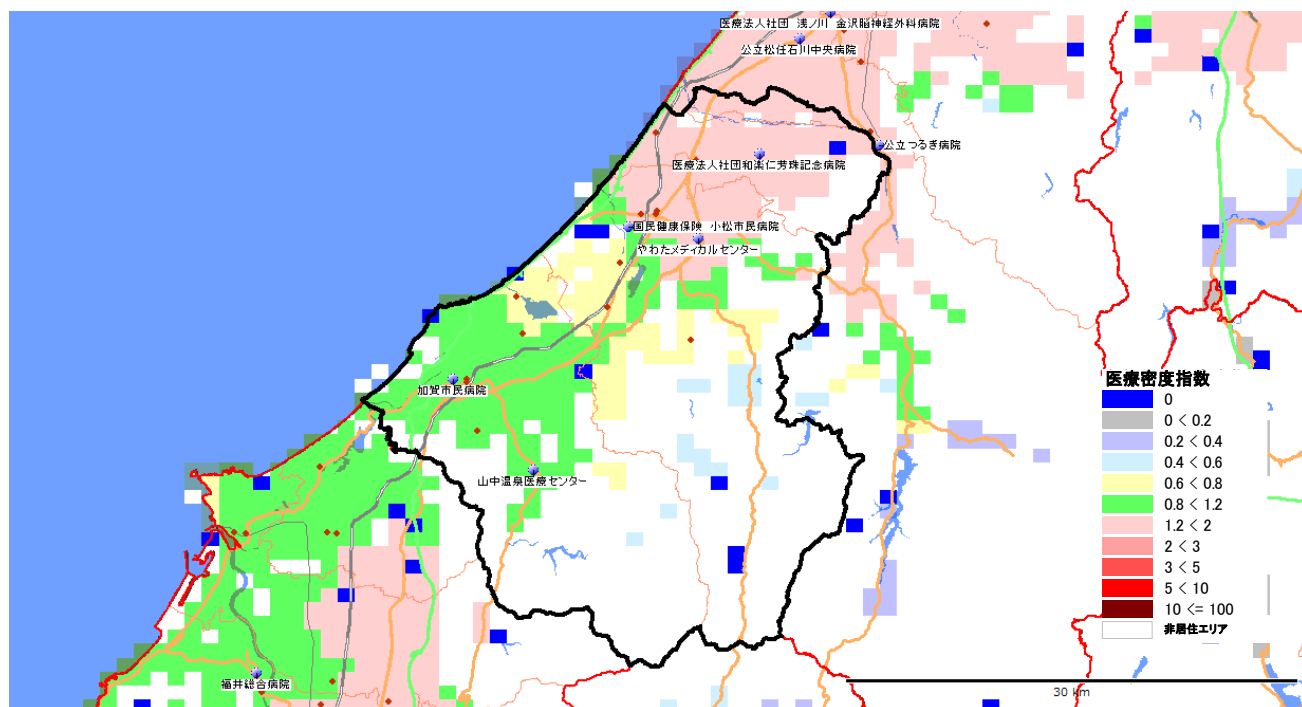 医療法人社団 浅ノ川 金沢脳神経外科病院
公立松任石川中央病院
公立つるぎ病院
医療法人社団和楽仁芳珠記念病院
国民健康保険 小松市民病院
やわたメディカルセンター
加賀市民病院
山中温泉医療センター
福井総合病院
医療密度指数
0
0 < 0.2
0.2 < 0.4
0.4 < 0.6
0.6 < 0.8
0.8 < 1.2
1.2 < 2
2 < 3
3 < 5
5 < 10
10 <= 100
非居住エリア
30 km